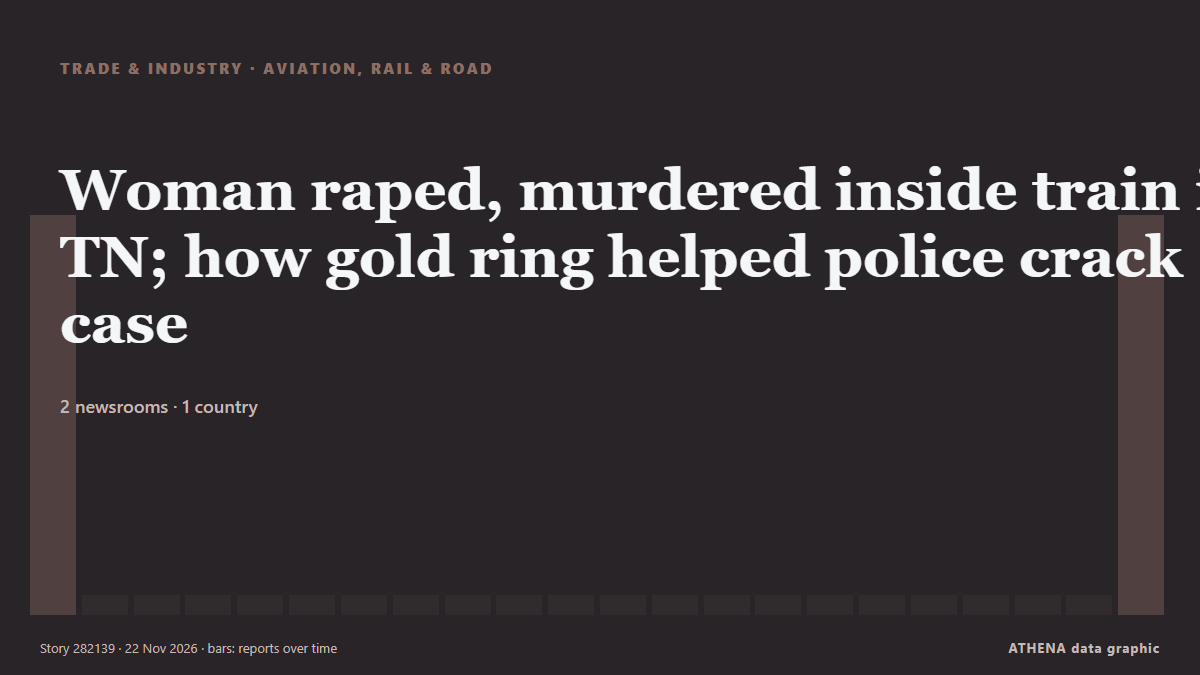 TRADE & INDUSTRY · AVIATION, RAIL & ROAD
Woman raped, murdered inside train
TN; how gold ring helped police crack
case
2 newsrooms · 1 country
Story 282139 · 22 Nov 2026 · bars: reports over time
ATHENA data graphic